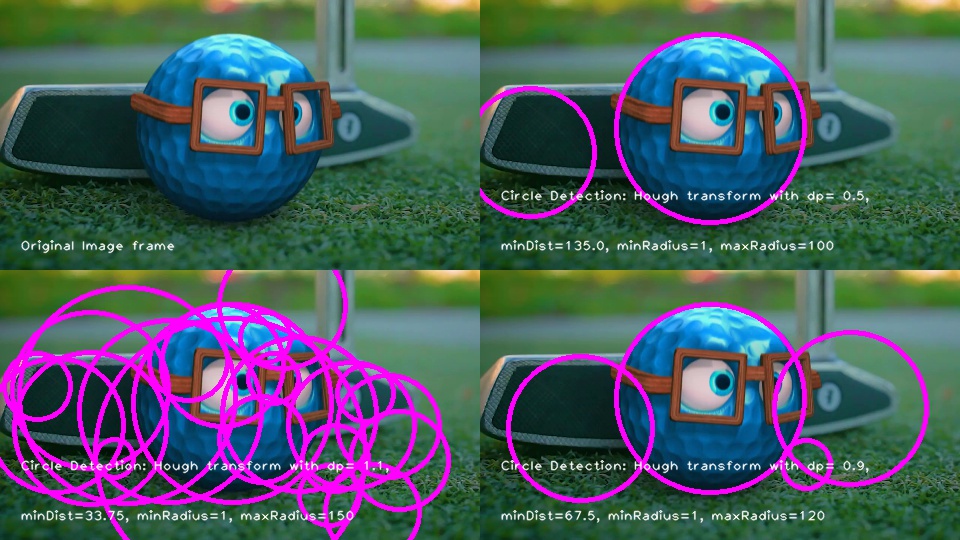 Original Image frame
Circle Detection: Hough transform with dp= 0.5,
minDist=135.0, minRadius=1, maxRadius=100
Circle Detection: Hough transform with dp= 1.1,
minDist=33.75, minRadius=1, maxRadius=150
Circle Detection: Hough transform with dp= 0.9,
minDist=67.5, minRadius=1, maxRadius=120